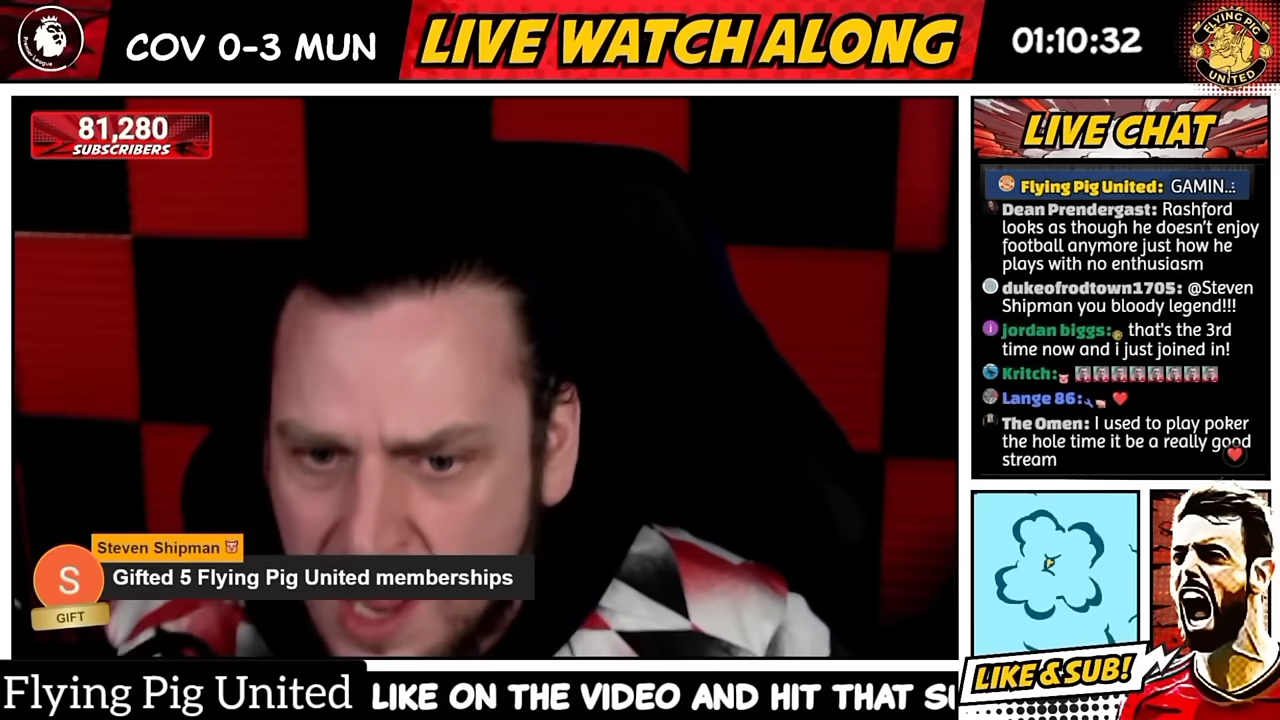 COV 0-3 MUN
LIVE WATCH ALONG
01:10:32
Premier League
FLYING PIG
UNITED
81,280
SUBSCRIBERS
LIVE CHAT
Flying Pig United: GAMIN...
Dean Prendergast: Rashford
looks as though he doesn't enjoy
football anymore just how he
plays with no enthusiasm
dukeofrodtown1705: @Steven
Shipman you bloody legend!!!
jordan biggs: that's the 3rd
time now and i just joined in!
Kritch:
Lange 86:
The Omen: I used to play poker
the hole time it be a really good
stream
Steven Shipman
S
Gifted 5 Flying Pig United memberships
GIFT
LIKE & SUB!
Flying Pig United
LIKE ON THE VIDEO AND HIT THAT